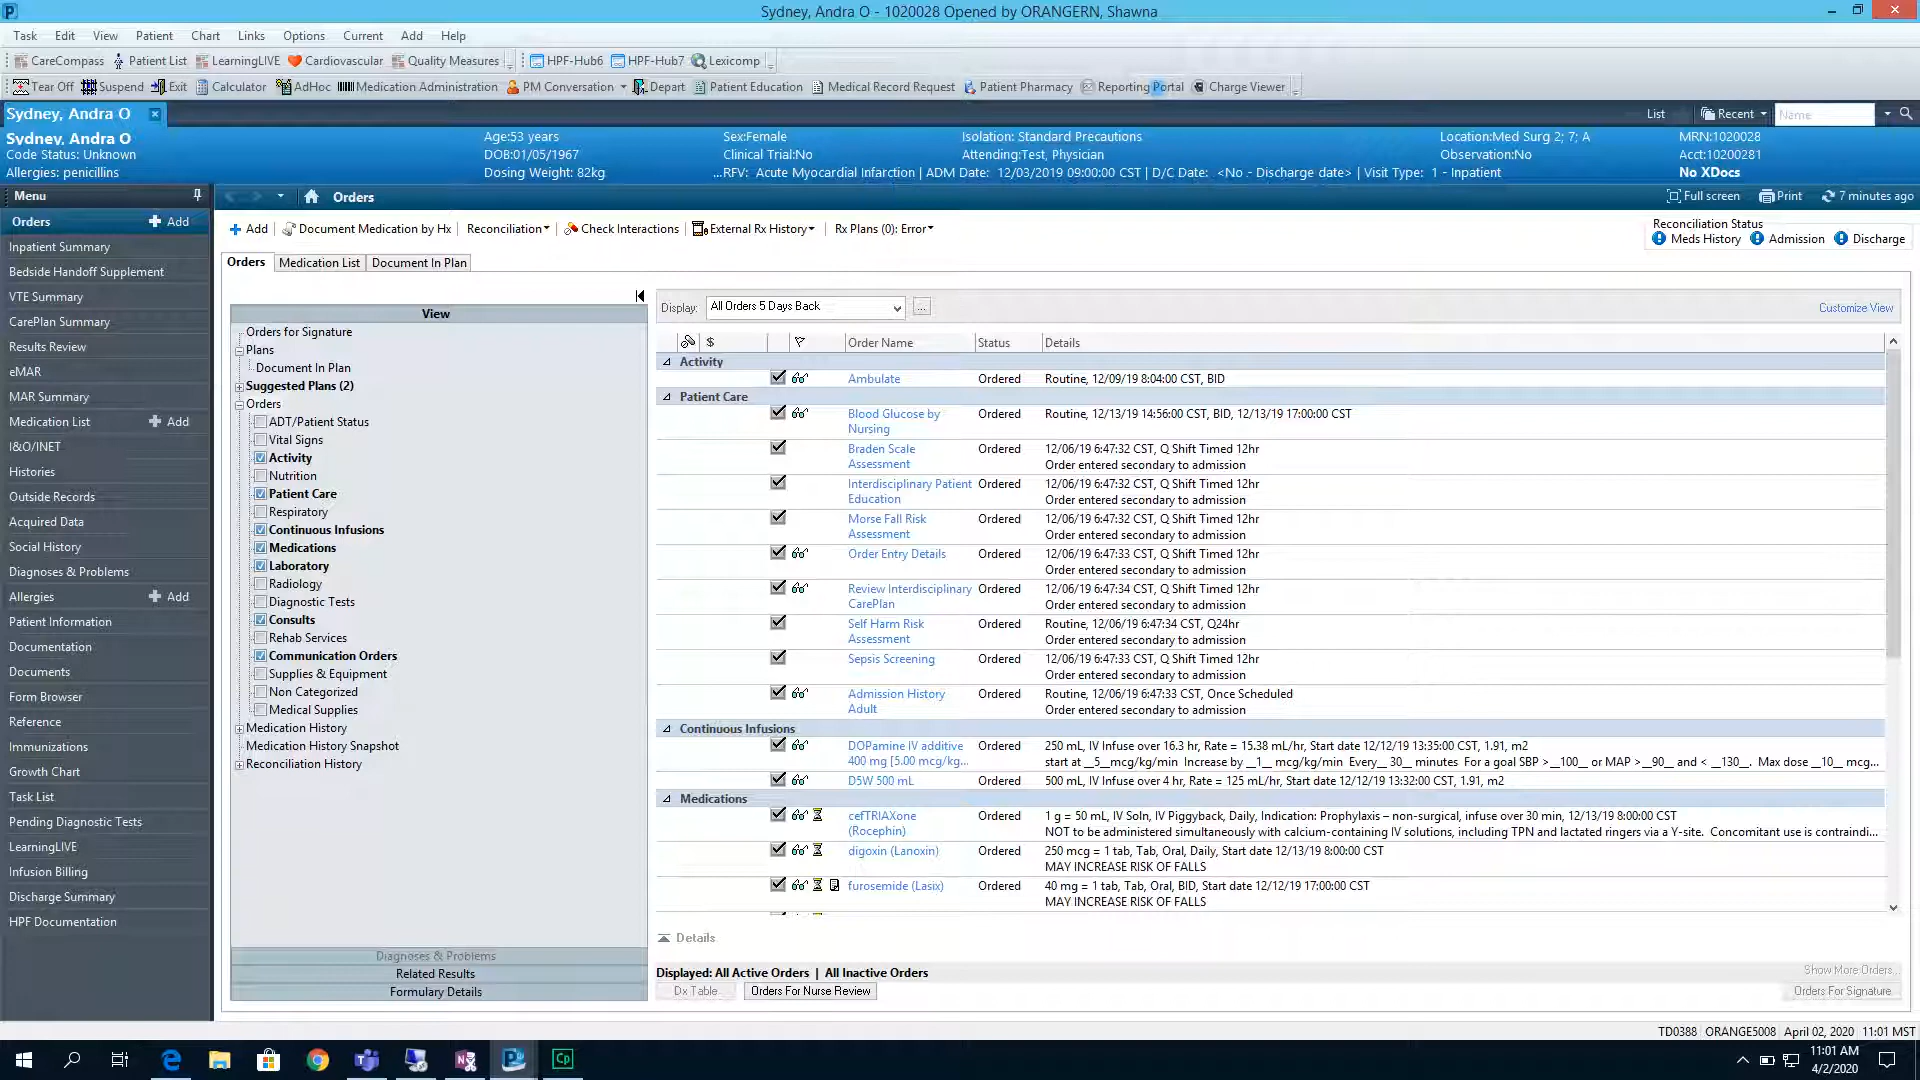 Sydney, Andra O - 1020028 Opened by ORANGERN, Shawna
Task Edit View Patient Chart Links Options Current Add Help
CareCompass Patient List LearningLIVE Cardiovascular Quality Measures HPF-Hub6 HPF-Hub7 Lexicomp
Tear Off Suspend Exit Calculator AdHoc Medication Administration PM Conversation Depart Patient Education Medical Record Request Patient Pharmacy Reporting Portal Charge Viewer
Sydney, Andra O List Recent Name
Sydney, Andra O Age:53 years Sex:Female Isolation: Standard Precautions Location:Med Surg 2; 7; A MRN:1020028
Code Status: Unknown DOB:01/05/1967 Clinical Trial:No Attending:Test, Physician Observation:No Acct:10200281
Allergies: penicillins Dosing Weight: 82kg ...RFV: Acute Myocardial Infarction | ADM Date: 12/03/2019 09:00:00 CST | D/C Date: <No - Discharge date> | Visit Type: 1 - Inpatient No XDocs
Menu Orders Full screen Print 7 minutes ago
Orders Add
Inpatient Summary
Bedside Handoff Supplement
VTE Summary
CarePlan Summary
Results Review
eMAR
MAR Summary
Medication List Add
I&O/INET
Histories
Outside Records
Acquired Data
Social History
Diagnoses & Problems
Allergies Add
Patient Information
Documentation
Documents
Form Browser
Reference
Immunizations
Growth Chart
Task List
Pending Diagnostic Tests
LearningLIVE
Infusion Billing
Discharge Summary
HPF Documentation
Add Document Medication by Hx Reconciliation Check Interactions External Rx History Rx Plans (0): Error
Reconciliation Status
Meds History Admission Discharge
Orders Medication List Document In Plan
View
Orders for Signature
Plans
Document In Plan
Suggested Plans (2)
Orders
ADT/Patient Status
Vital Signs
Activity
Nutrition
Patient Care
Respiratory
Continuous Infusions
Medications
Laboratory
Radiology
Diagnostic Tests
Consults
Rehab Services
Communication Orders
Supplies & Equipment
Non Categorized
Medical Supplies
Medication History
Medication History Snapshot
Reconciliation History
Diagnoses & Problems
Related Results
Formulary Details
Display: All Orders 5 Days Back ... Customize View
$ Order Name Status Details
Activity
Ambulate Ordered Routine, 12/09/19 8:04:00 CST, BID
Patient Care
Blood Glucose by Ordered Routine, 12/13/19 14:56:00 CST, BID, 12/13/19 17:00:00 CST
Nursing
Braden Scale Ordered 12/06/19 6:47:32 CST, Q Shift Timed 12hr
Assessment Order entered secondary to admission
Interdisciplinary Patient Ordered 12/06/19 6:47:32 CST, Q Shift Timed 12hr
Education Order entered secondary to admission
Morse Fall Risk Ordered 12/06/19 6:47:32 CST, Q Shift Timed 12hr
Assessment Order entered secondary to admission
Order Entry Details Ordered 12/06/19 6:47:33 CST, Q Shift Timed 12hr
Order entered secondary to admission
Review Interdisciplinary Ordered 12/06/19 6:47:34 CST, Q Shift Timed 12hr
CarePlan Order entered secondary to admission
Self Harm Risk Ordered Routine, 12/06/19 6:47:34 CST, Q24hr
Assessment Order entered secondary to admission
Sepsis Screening Ordered 12/06/19 6:47:33 CST, Q Shift Timed 12hr
Order entered secondary to admission
Admission History Ordered Routine, 12/06/19 6:47:33 CST, Once Scheduled
Adult Order entered secondary to admission
Continuous Infusions
DOPamine IV additive Ordered 250 mL, IV Infuse over 16.3 hr, Rate = 15.38 mL/hr, Start date 12/12/19 13:35:00 CST, 1.91, m2
400 mg [5.00 mcg/kg... start at __5__mcg/kg/min Increase by __1__ mcg/kg/min Every__ 30__ minutes For a goal SBP >__100__ or MAP >__90__ and < __130__. Max dose __10__ mcg...
D5W 500 mL Ordered 500 mL, IV Infuse over 4 hr, Rate = 125 mL/hr, Start date 12/12/19 13:32:00 CST, 1.91, m2
Medications
cefTRIAXone Ordered 1 g = 50 mL, IV Soln, IV Piggyback, Daily, Indication: Prophylaxis – non-surgical, infuse over 30 min, 12/13/19 8:00:00 CST
(Rocephin) NOT to be administered simultaneously with calcium-containing IV solutions, including TPN and lactated ringers via a Y-site. Concomitant use is contraindi...
digoxin (Lanoxin) Ordered 250 mcg = 1 tab, Tab, Oral, Daily, Start date 12/13/19 8:00:00 CST
MAY INCREASE RISK OF FALLS
furosemide (Lasix) Ordered 40 mg = 1 tab, Tab, Oral, BID, Start date 12/12/19 17:00:00 CST
MAY INCREASE RISK OF FALLS
Details
Displayed: All Active Orders | All Inactive Orders Show More Orders...
Dx Table Orders For Nurse Review Orders For Signature
TD0388 ORANGE5008 April 02, 2020 11:01 MST
11:01 AM
4/2/2020